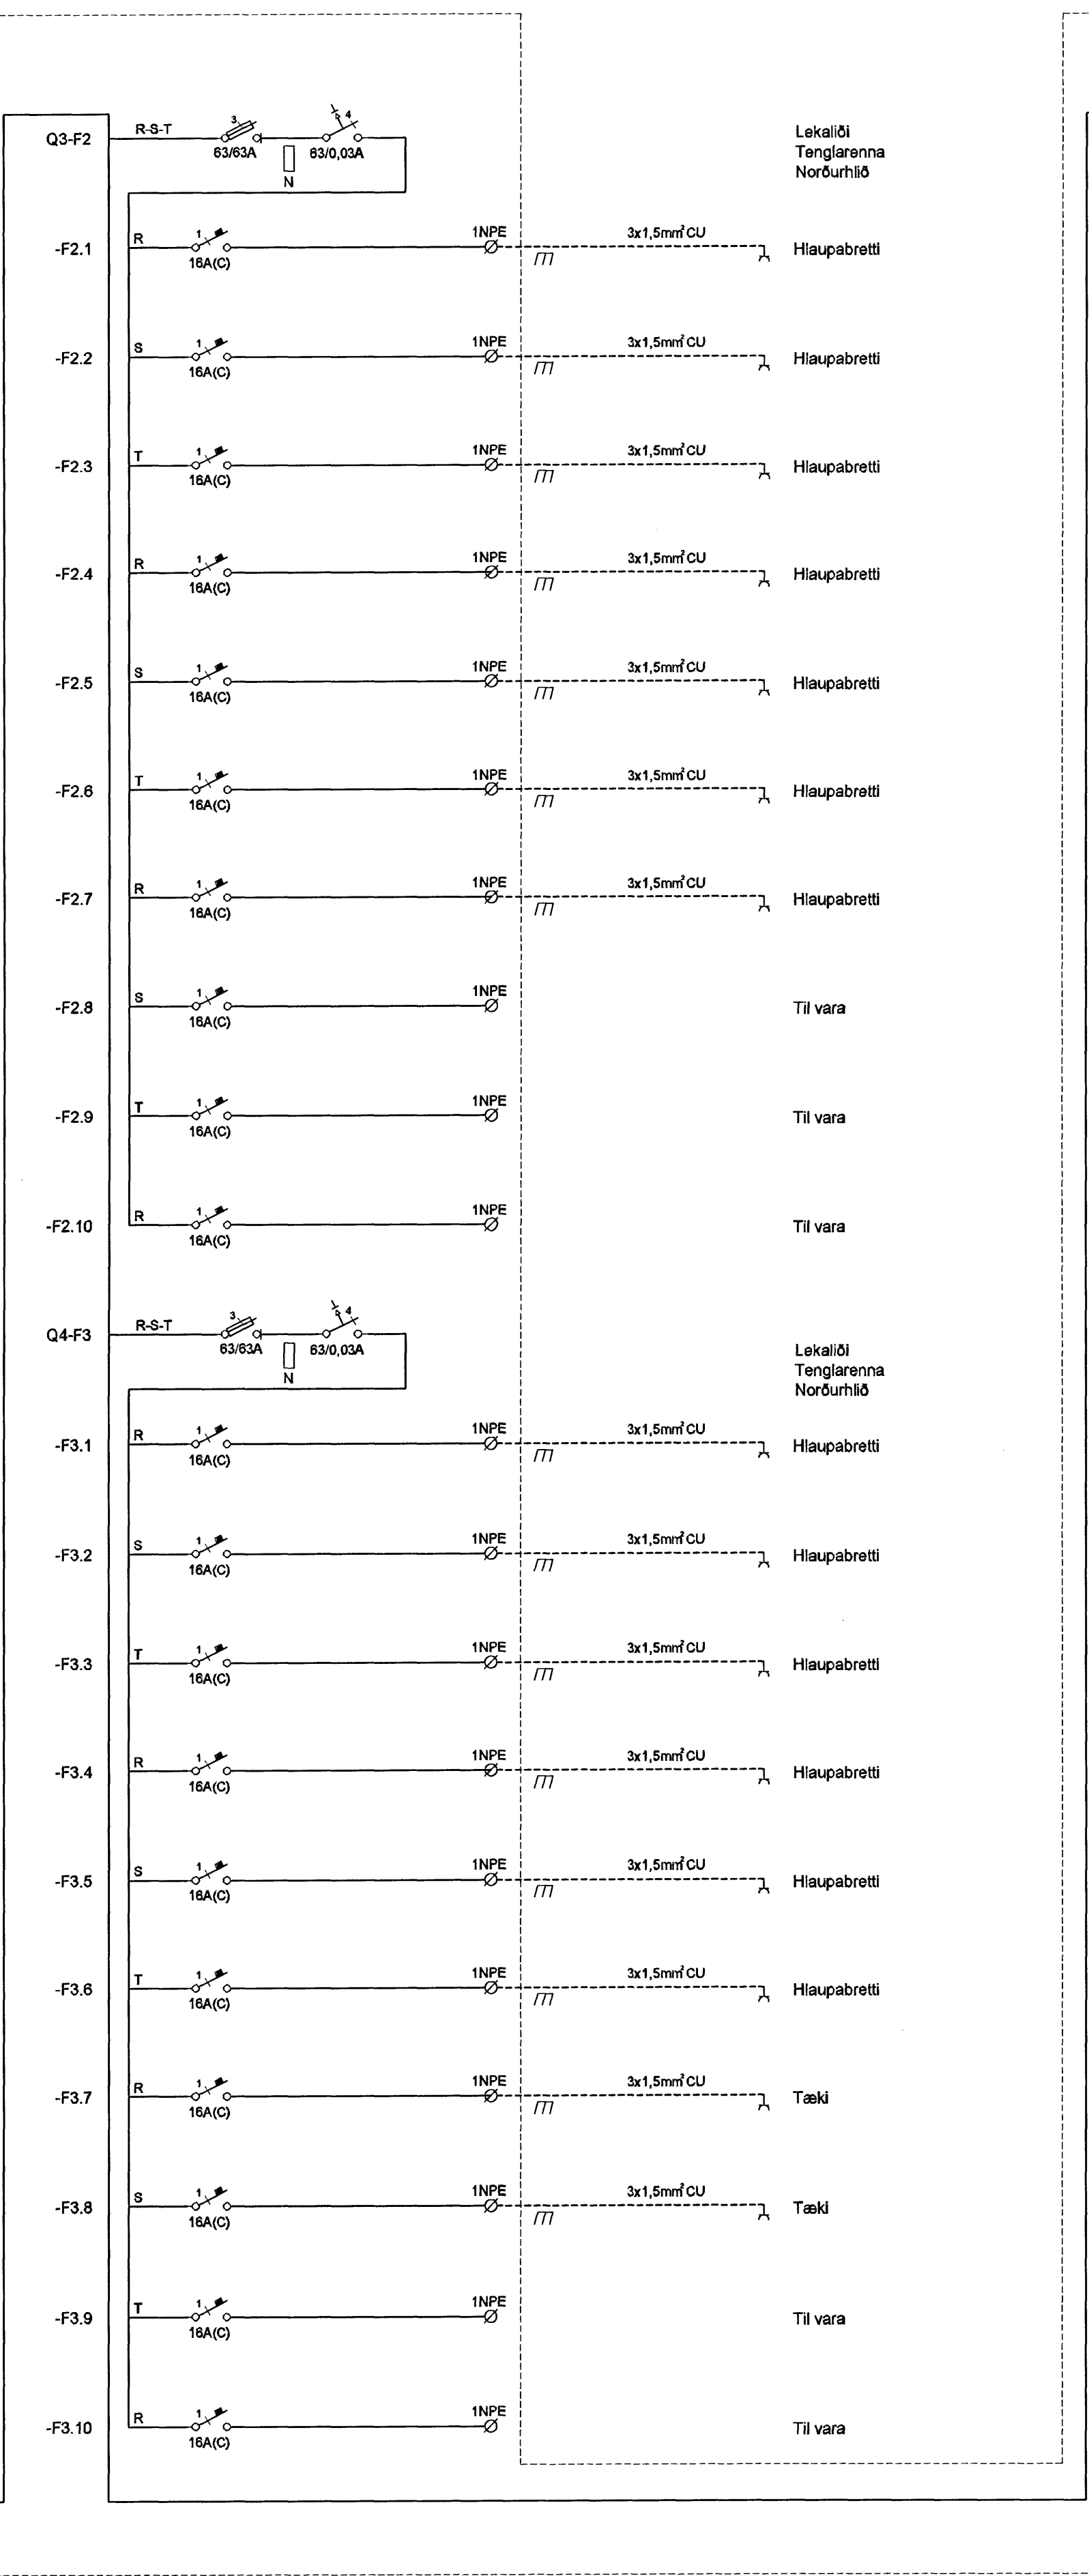 Q3-F2 R-S-T 3 63/63A N 4 63/0,03A
Lekaliði
Tenglarenna
Norðurhlið
-F2.1 R 1 16A(C) 1NPE 3x1,5mm² CU Hlaupabretti
-F2.2 S 1 16A(C) 1NPE 3x1,5mm² CU Hlaupabretti
-F2.3 T 1 16A(C) 1NPE 3x1,5mm² CU Hlaupabretti
-F2.4 R 1 16A(C) 1NPE 3x1,5mm² CU Hlaupabretti
-F2.5 S 1 16A(C) 1NPE 3x1,5mm² CU Hlaupabretti
-F2.6 T 1 16A(C) 1NPE 3x1,5mm² CU Hlaupabretti
-F2.7 R 1 16A(C) 1NPE 3x1,5mm² CU Hlaupabretti
-F2.8 S 1 16A(C) 1NPE Til vara
-F2.9 T 1 16A(C) 1NPE Til vara
-F2.10 R 1 16A(C) 1NPE Til vara
Q4-F3 R-S-T 3 63/63A N 4 63/0,03A
Lekaliði
Tenglarenna
Norðurhlið
-F3.1 R 1 16A(C) 1NPE 3x1,5mm² CU Hlaupabretti
-F3.2 S 1 16A(C) 1NPE 3x1,5mm² CU Hlaupabretti
-F3.3 T 1 16A(C) 1NPE 3x1,5mm² CU Hlaupabretti
-F3.4 R 1 16A(C) 1NPE 3x1,5mm² CU Hlaupabretti
-F3.5 S 1 16A(C) 1NPE 3x1,5mm² CU Hlaupabretti
-F3.6 T 1 16A(C) 1NPE 3x1,5mm² CU Hlaupabretti
-F3.7 R 1 16A(C) 1NPE 3x1,5mm² CU Tæki
-F3.8 S 1 16A(C) 1NPE 3x1,5mm² CU Tæki
-F3.9 T 1 16A(C) 1NPE Til vara
-F3.10 R 1 16A(C) 1NPE Til vara